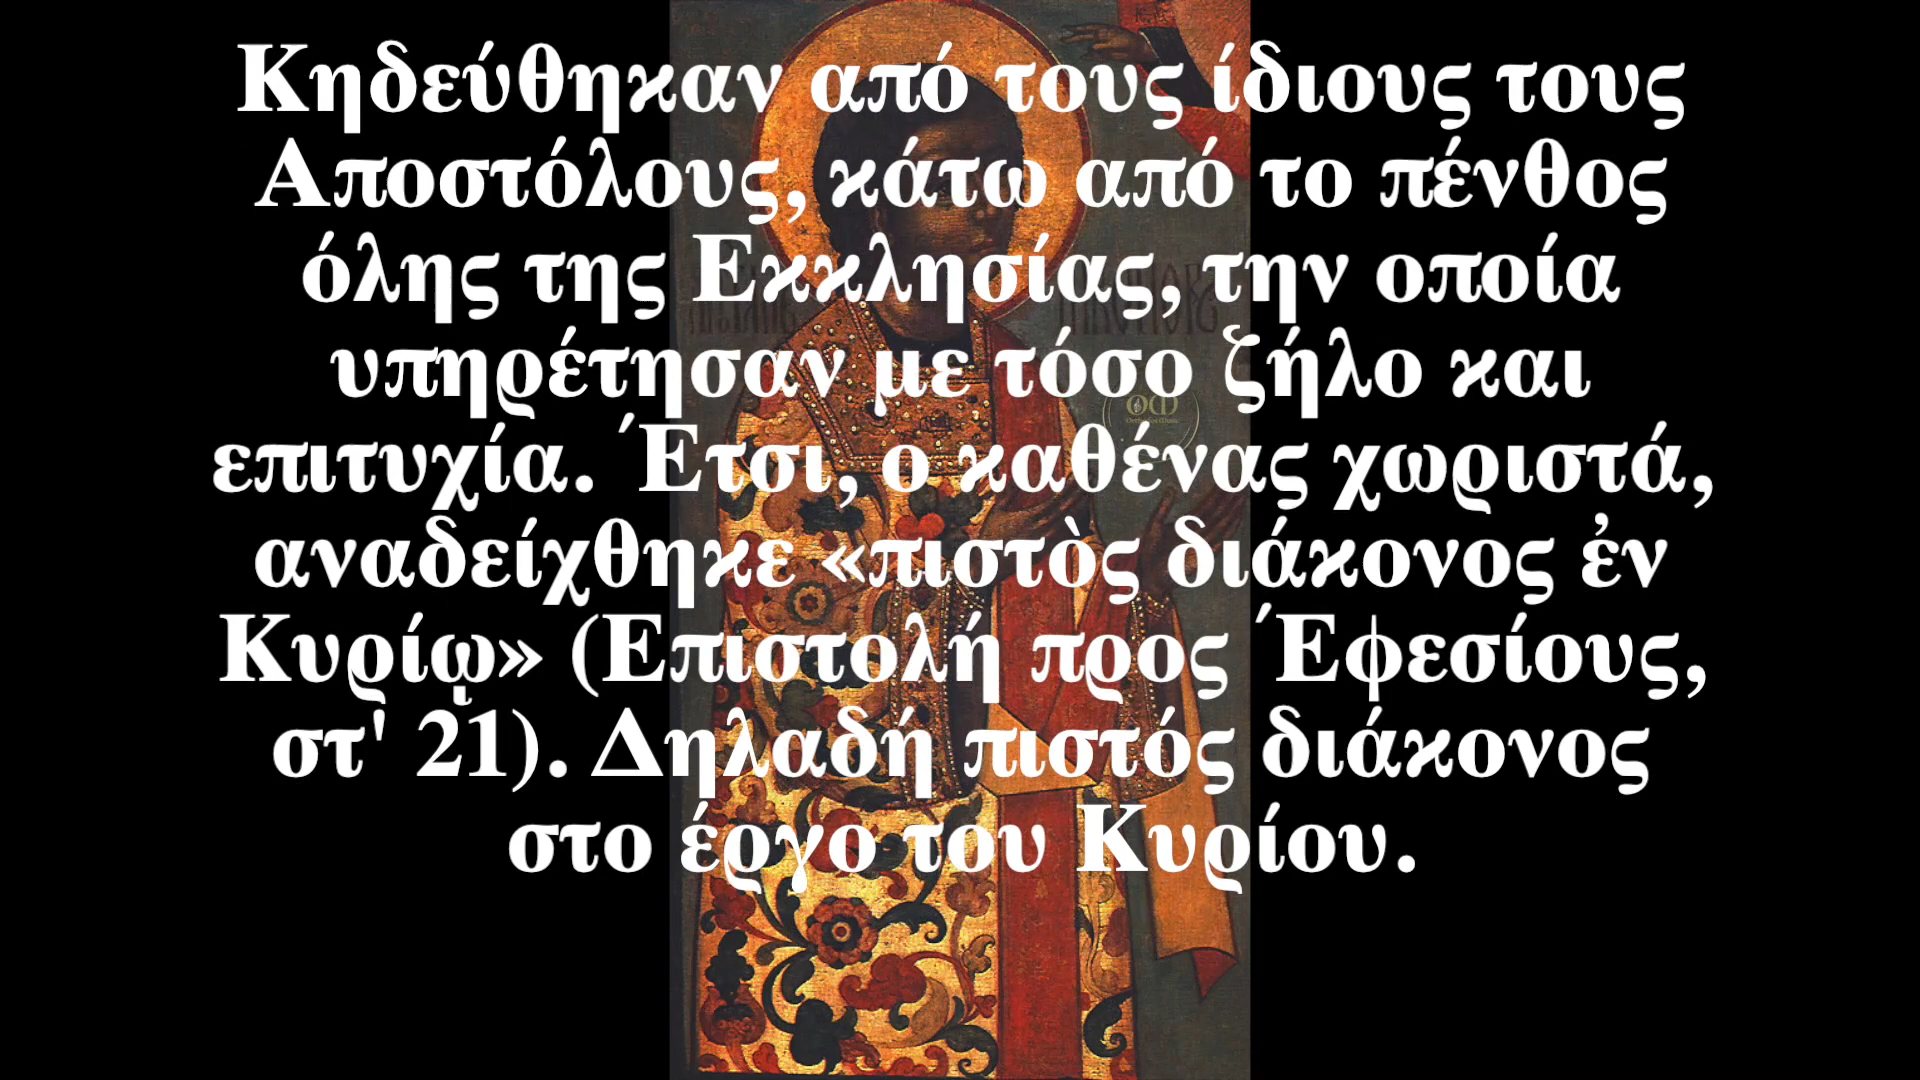 Κηδεύθηκαν από τους ίδιους τους
Αποστόλους, κάτω από το πένθος
όλης της Εκκλησίας, την οποία
υπηρέτησαν με τόσο ζήλο και
επιτυχία. Έτσι, ο καθένας χωριστά,
αναδείχθηκε «πιστὸς διάκονος ἐν
Κυρίῳ» (Επιστολή προς Έφεσίους,
στ' 21). Δηλαδή πιστός διάκονος
στο έργο του Κυρίου.